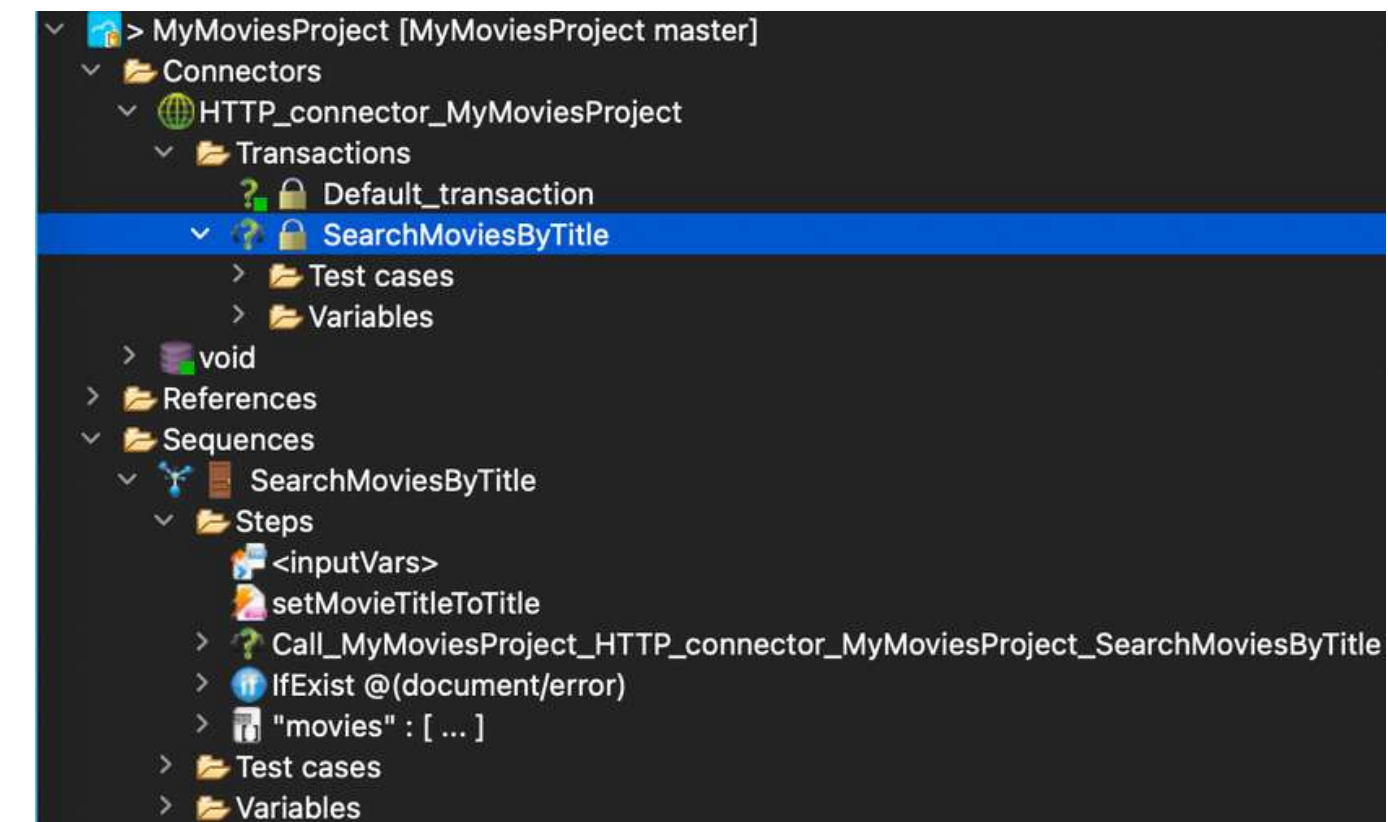 > MyMoviesProject [MyMoviesProject master]
Connectors
HTTP_connector_MyMoviesProject
Transactions
Default_transaction
SearchMoviesByTitle
Test cases
Variables
void
References
Sequences
SearchMoviesByTitle
Steps
<inputVars>
setMovieTitleToTitle
Call_MyMoviesProject_HTTP_connector_MyMoviesProject_SearchMoviesByTitle
IfExist @(document/error)
"movies" : [ ... ]
Test cases
Variables